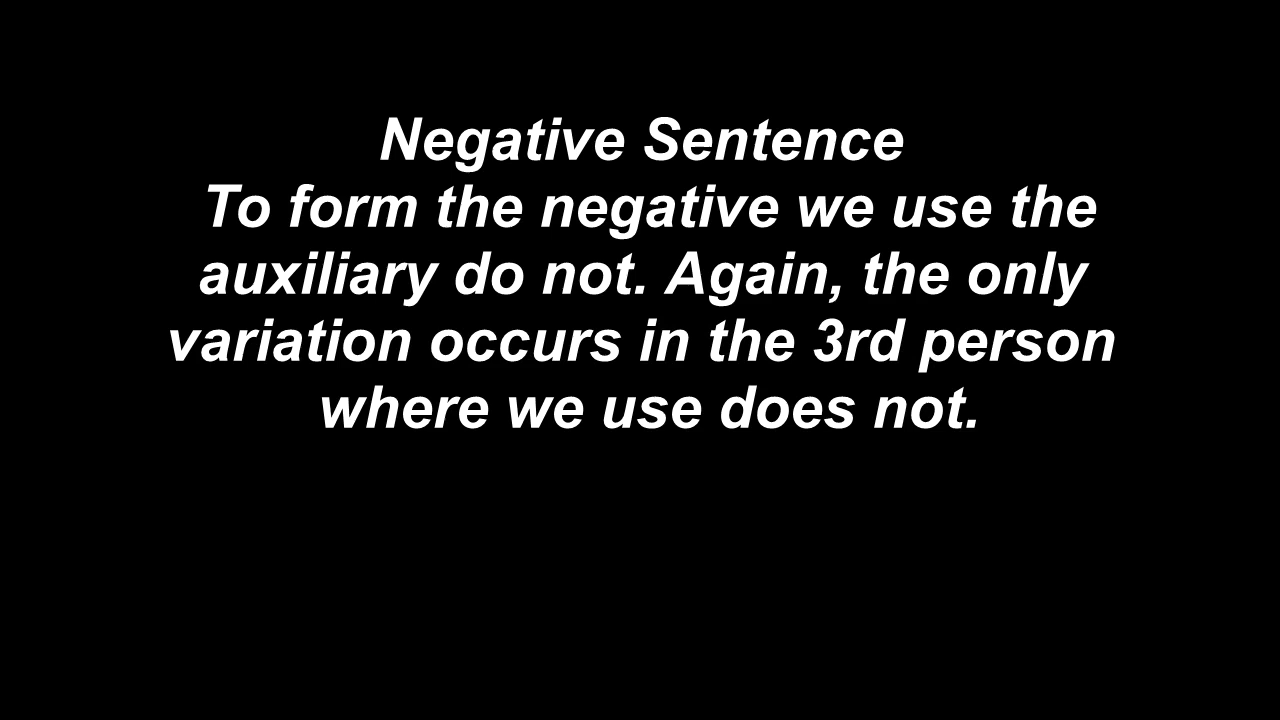 Negative Sentence
To form the negative we use the
auxiliary do not. Again, the only
variation occurs in the 3rd person
where we use does not.